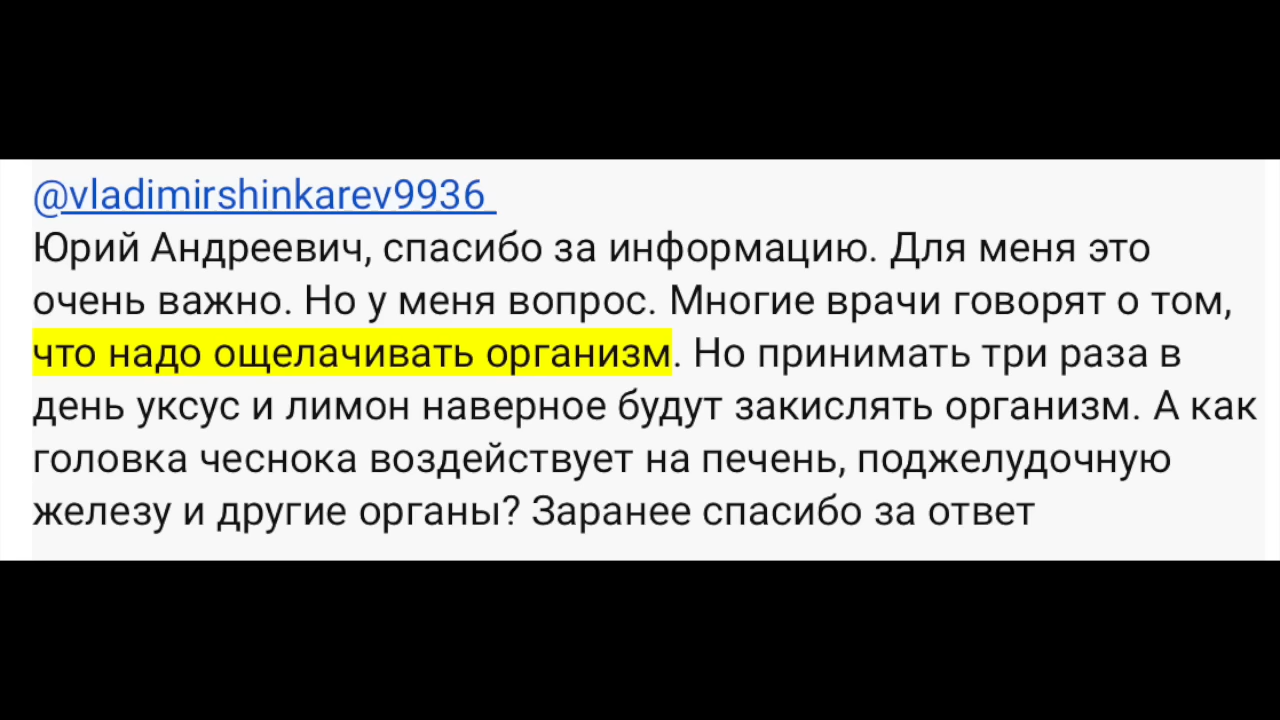 @vladimirshinkarev9936
Юрий Андреевич, спасибо за информацию. Для меня это
очень важно. Но у меня вопрос. Многие врачи говорят о том,
что надо ощелачивать организм. Но принимать три раза в
день уксус и лимон наверное будут закислять организм. А как
головка чеснока воздействует на печень, поджелудочную
железу и другие органы? Заранее спасибо за ответ